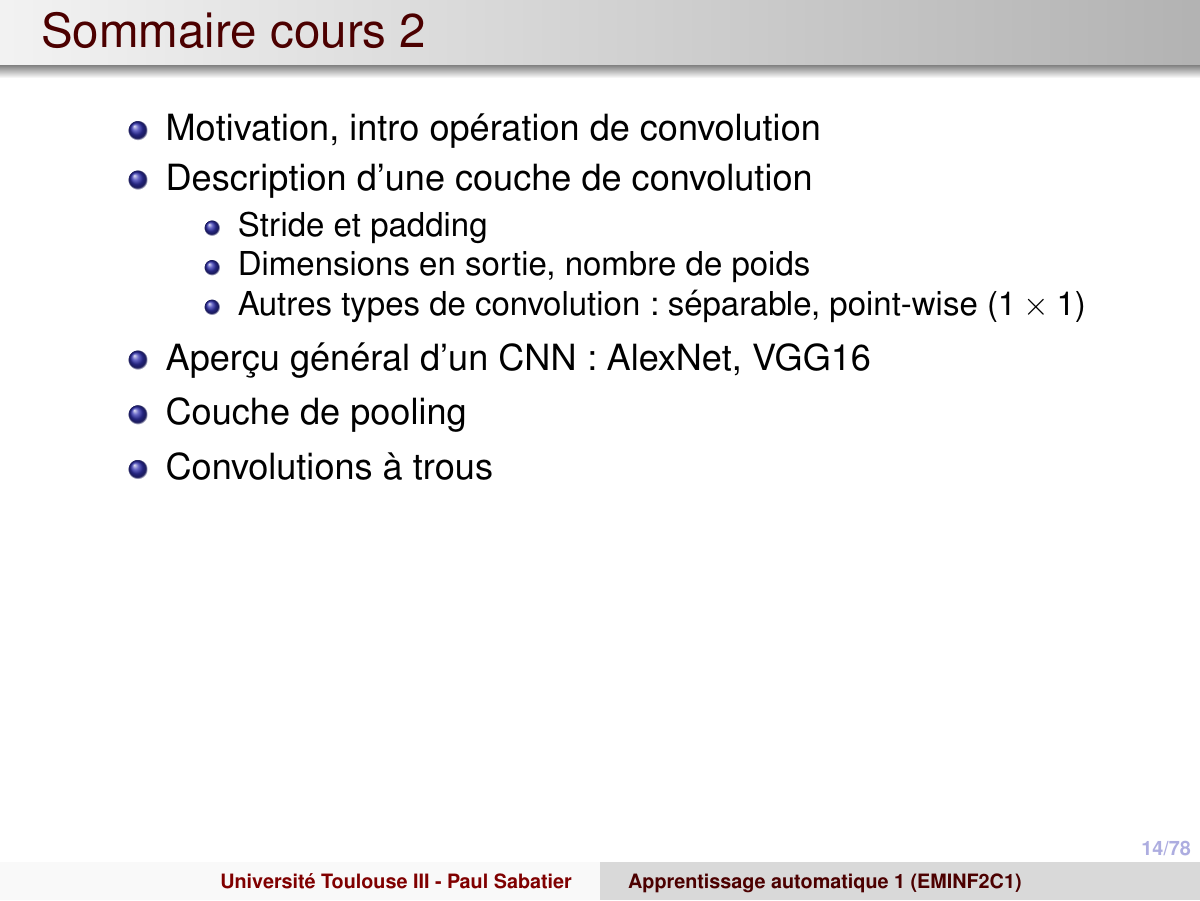 Sommaire cours 2
Motivation, intro opération de convolution
Description d'une couche de convolution
Stride et padding
Dimensions en sortie, nombre de poids
Autres types de convolution : séparable, point-wise (1 × 1)
Aperçu général d'un CNN : AlexNet, VGG16
Couche de pooling
Convolutions à trous
14/78
Université Toulouse III - Paul Sabatier
Apprentissage automatique 1 (EMINF2C1)